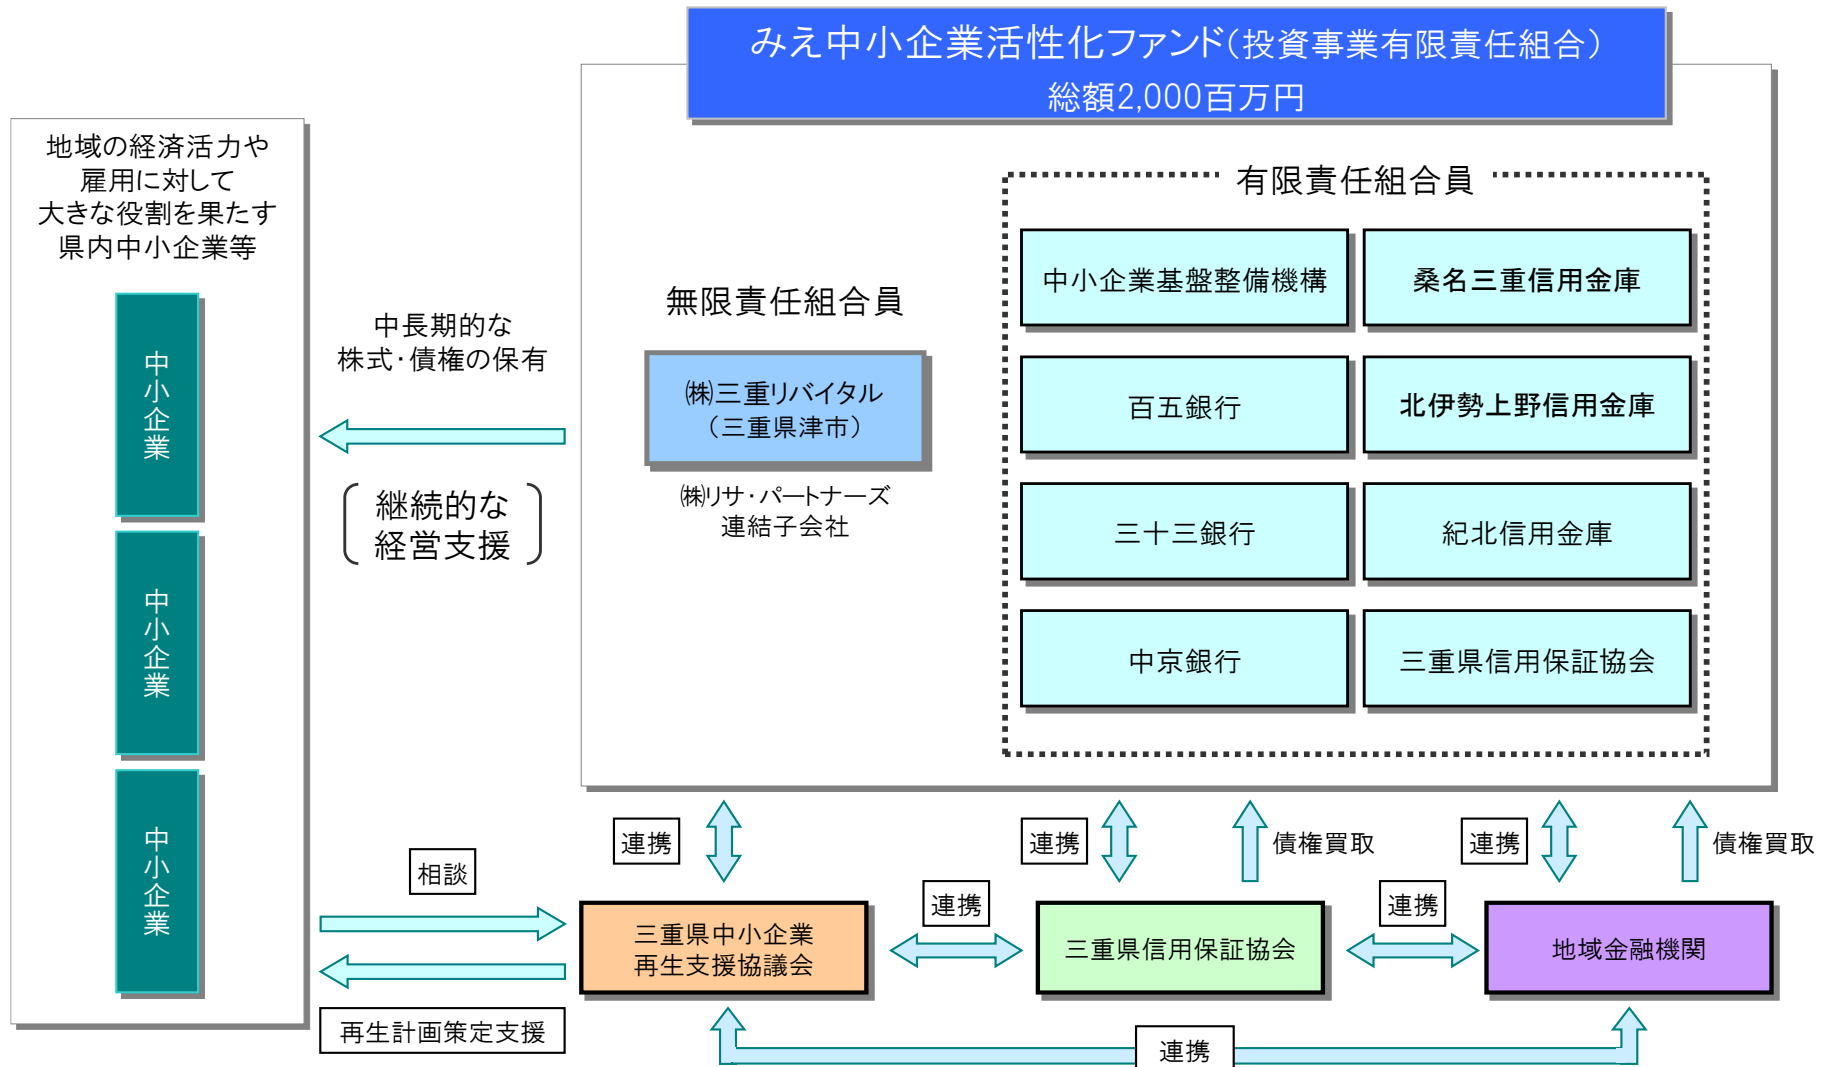 みえ中小企業活性化ファンド（投資事業有限責任組合）
総額2,000百万円
地域の経済活力や
雇用に対して
大きな役割を果たす
県内中小企業等
中小企業
中小企業
中小企業
中長期的な
株式・債権の保有
継続的な
経営支援
無限責任組合員
㈱三重リバイタル
（三重県津市）
㈱リサ・パートナーズ
連結子会社
有限責任組合員
中小企業基盤整備機構
桑名三重信用金庫
百五銀行
北伊勢上野信用金庫
三十三銀行
紀北信用金庫
中京銀行
三重県信用保証協会
連携
連携
債権買取
連携
債権買取
相談
再生計画策定支援
三重県中小企業
再生支援協議会
連携
三重県信用保証協会
連携
地域金融機関
連携